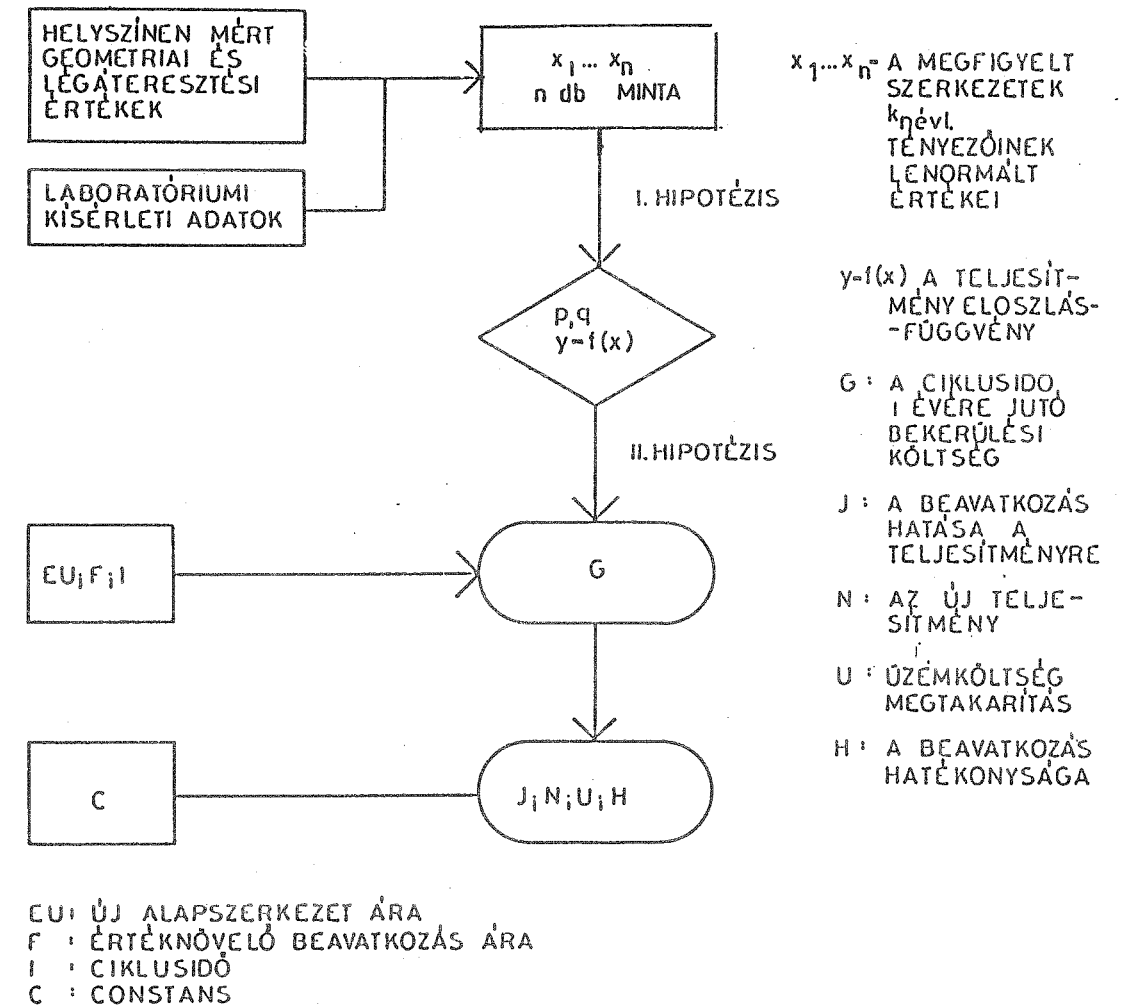 HELYSZÍNEN MÉRT
GEOMETRIAI ÉS
LÉGÁTERESZTÉSI
ÉRTÉKEK
LABORATÓRIUMI
KÍSÉRLETI ADATOK
x₁... xₙ
n db MINTA
I. HIPOTÉZIS
p,q
y=f(x)
II. HIPOTÉZIS
EU;F;I
G
C
J;N;U;H
x₁...xₙ- A MEGFIGYELT
SZERKEZETEK
kₙévl.
TÉNYEZŐINEK
LENORMÁLT
ÉRTÉKEI
y=f(x) A TELJESÍT-
MÉNY ELOSZLÁS-
-FÜGGVÉNY
G: A CIKLUSIDŐ
1 ÉVÉRE JUTÓ
BEKERÜLÉSI
KÖLTSÉG
J: A BEAVATKOZÁS
HATÁSA A
TELJESÍTMÉNYRE
N: AZ ÚJ TELJE-
SÍTMÉNY
U: ÜZEMKÖLTSÉG
MEGTAKARÍTÁS
H: A BEAVATKOZÁS
HATÉKONYSÁGA
EU: ÚJ ALAPSZERKEZET ÁRA
F : ÉRTÉKNÖVELŐ BEAVATKOZÁS ÁRA
I : CIKLUSIDŐ
C : CONSTANS